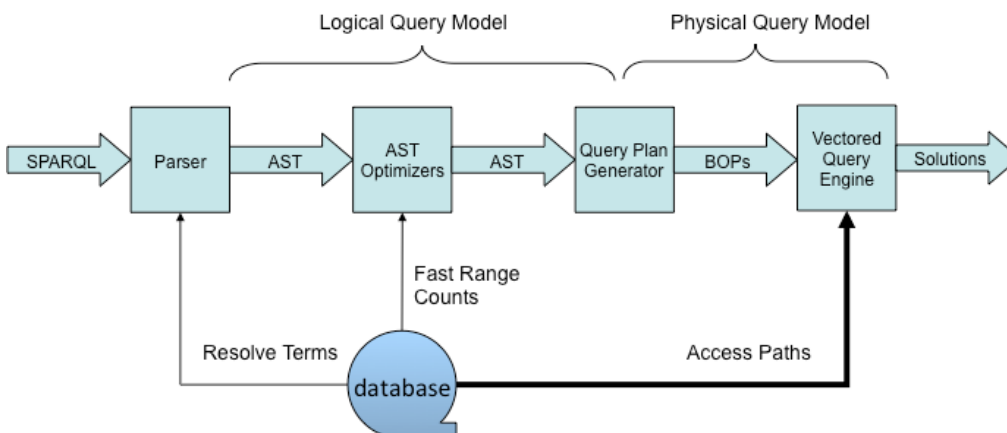 Logical Query Model
Physical Query Model
SPARQL
Parser
AST
AST
Optimizers
AST
Query Plan
Generator
BOPs
Vectored
Query
Engine
Solutions
Fast Range
Counts
Resolve Terms
Access Paths
database